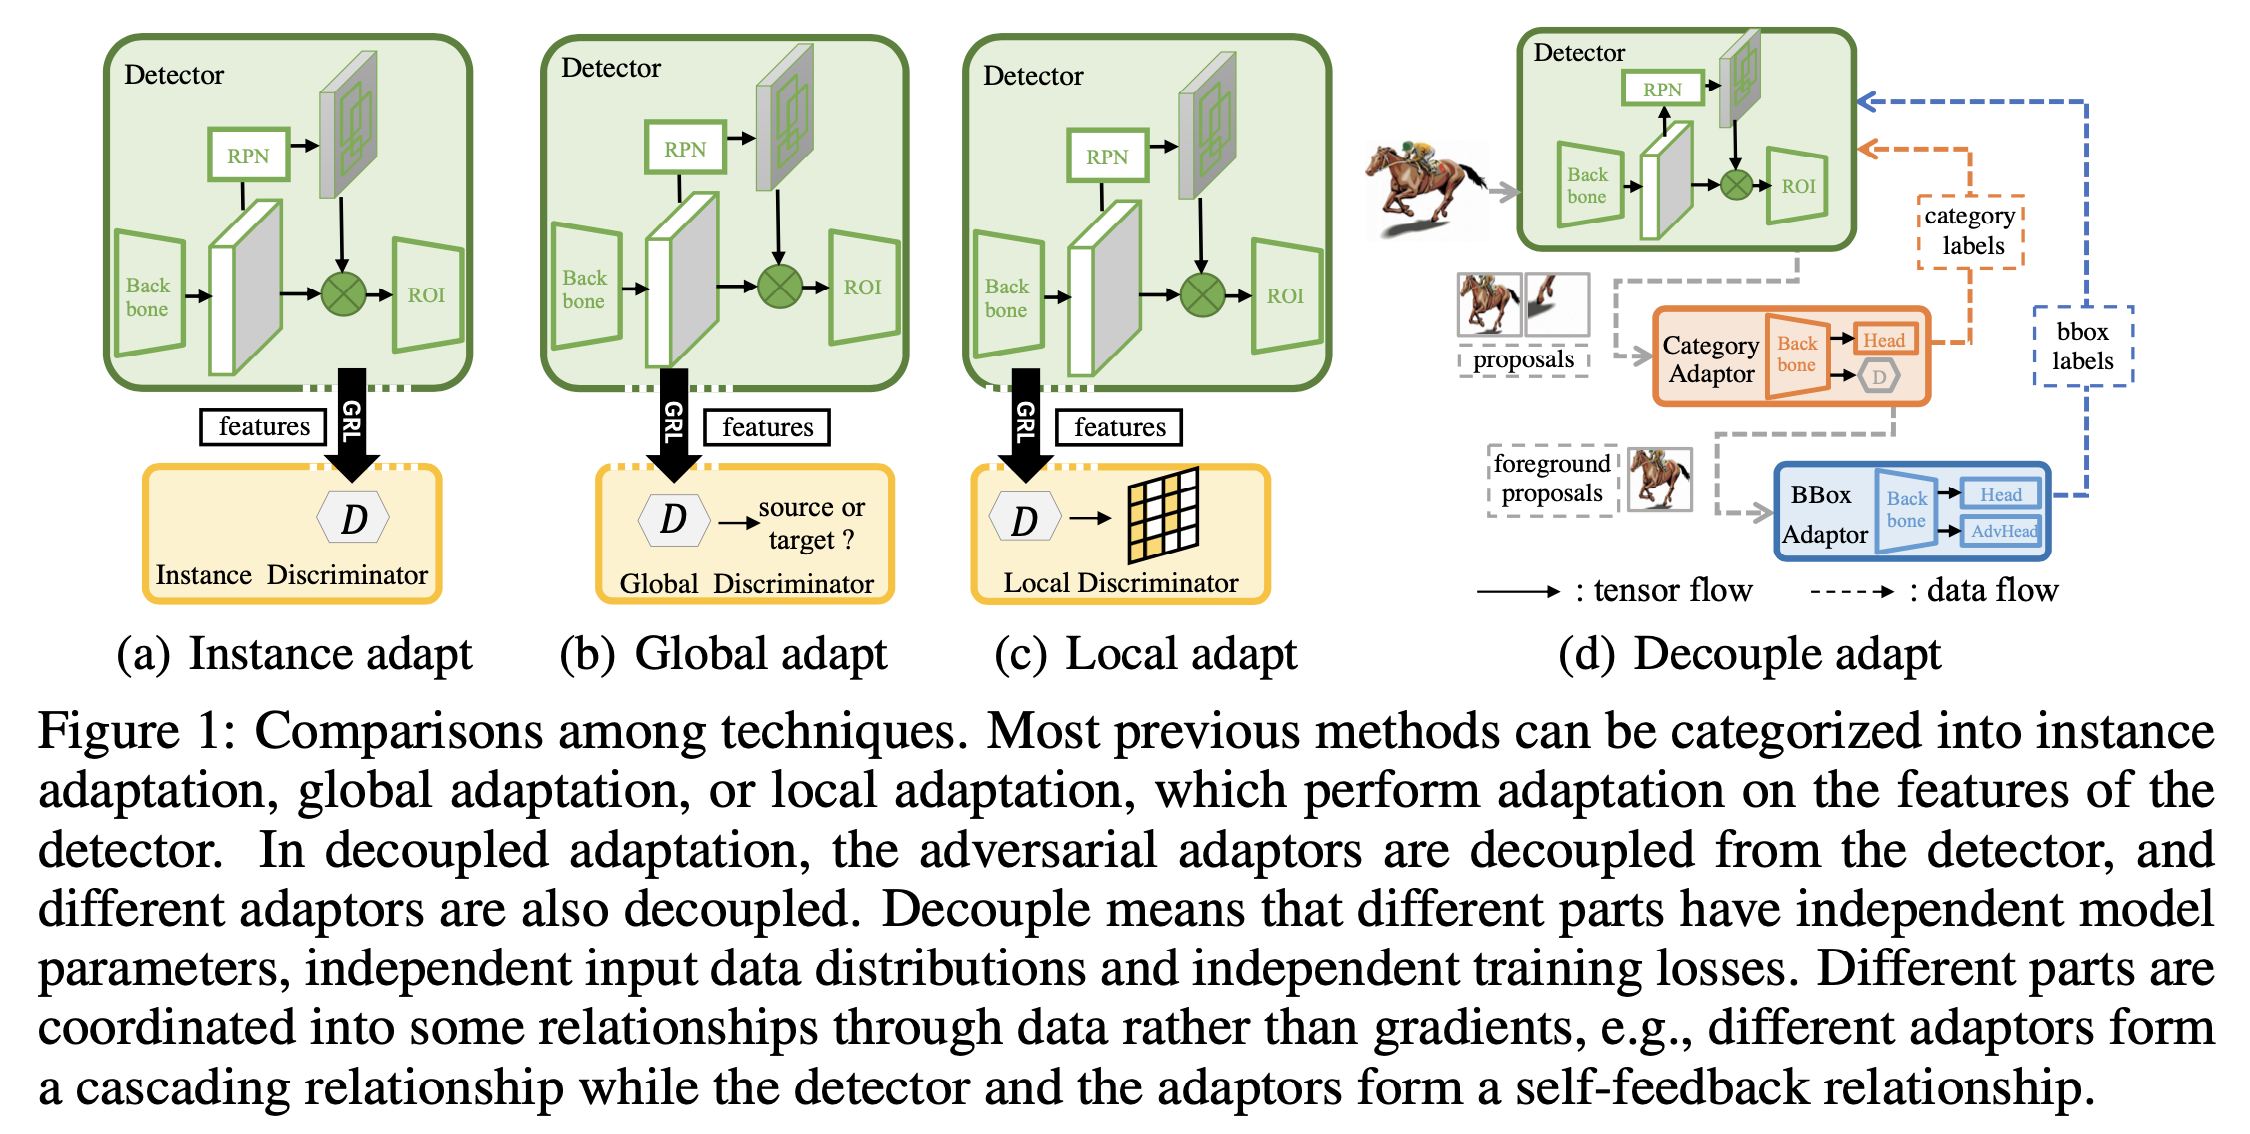 Detector
RPN
Back
bone
ROI
GRL
features
D
Instance Discriminator
(a) Instance adapt
Detector
RPN
Back
bone
ROI
GRL
features
D
source or
target ?
Global Discriminator
(b) Global adapt
Detector
RPN
Back
bone
ROI
GRL
features
D
Local Discriminator
(c) Local adapt
Detector
RPN
Back
bone
ROI
category
labels
proposals
Category
Adaptor
Back
bone
Head
D
bbox
labels
foreground
proposals
BBox
Adaptor
Back
bone
Head
AdvHead
: tensor flow
: data flow
(d) Decouple adapt
Figure 1: Comparisons among techniques. Most previous methods can be categorized into instance
adaptation, global adaptation, or local adaptation, which perform adaptation on the features of the
detector. In decoupled adaptation, the adversarial adaptors are decoupled from the detector, and
different adaptors are also decoupled. Decouple means that different parts have independent model
parameters, independent input data distributions and independent training losses. Different parts are
coordinated into some relationships through data rather than gradients, e.g., different adaptors form
a cascading relationship while the detector and the adaptors form a self-feedback relationship.